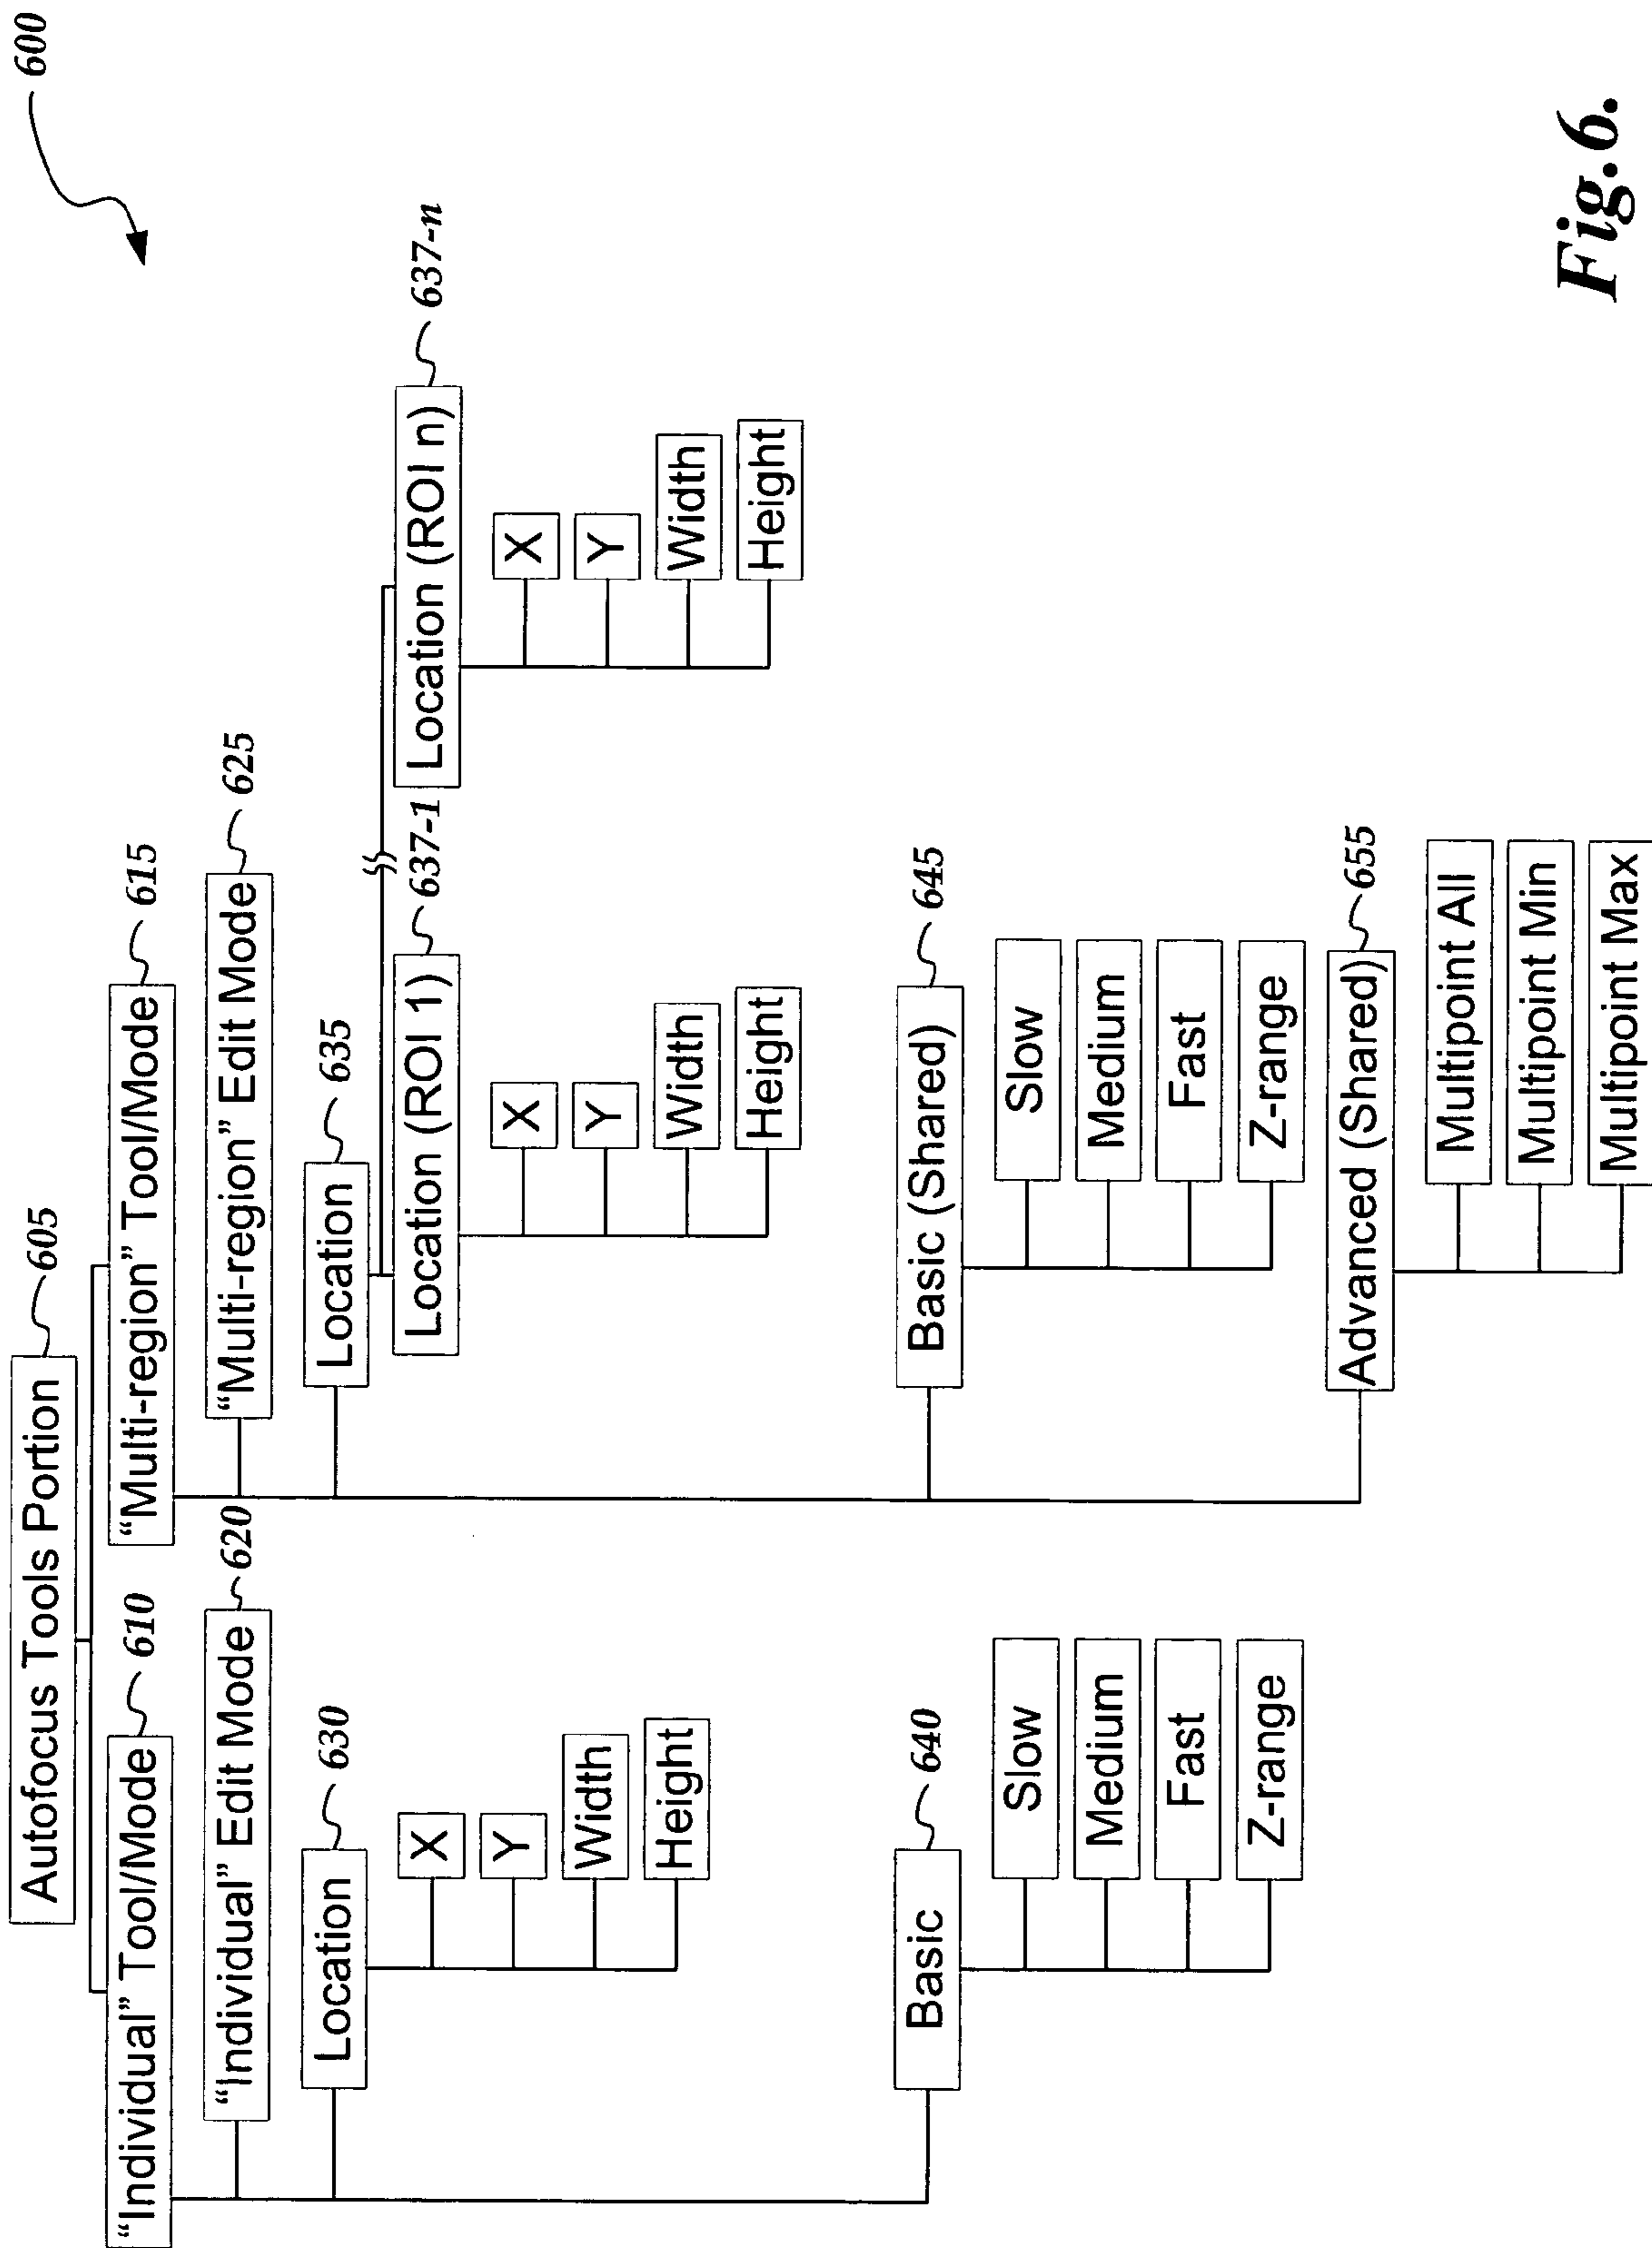 600
Autofocus Tools Portion
605
“Individual” Tool/Mode
610
“Multi-region” Tool/Mode
615
“Individual” Edit Mode
620
“Multi-region” Edit Mode
625
Location
630
X
Y
Width
Height
Location
635
Location (ROI 1)
637-1
X
Y
Width
Height
Location (ROI n)
637-n
X
Y
Width
Height
Basic
640
Slow
Medium
Fast
Z-range
Basic (Shared)
645
Slow
Medium
Fast
Z-range
Advanced (Shared)
655
Multipoint All
Multipoint Min
Multipoint Max
Fig.6.